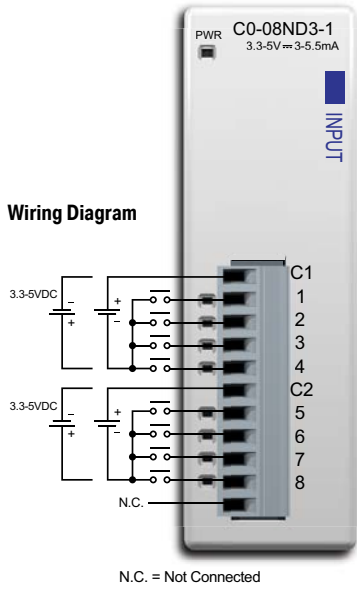 PWR
C0-08ND3-1
3.3-5V⎓3-5.5mA
INPUT
Wiring Diagram
C1
3.3-5VDC
– +
+ –
1
2
3
4
C2
3.3-5VDC
– +
+ –
5
6
7
8
N.C.
N.C. = Not Connected